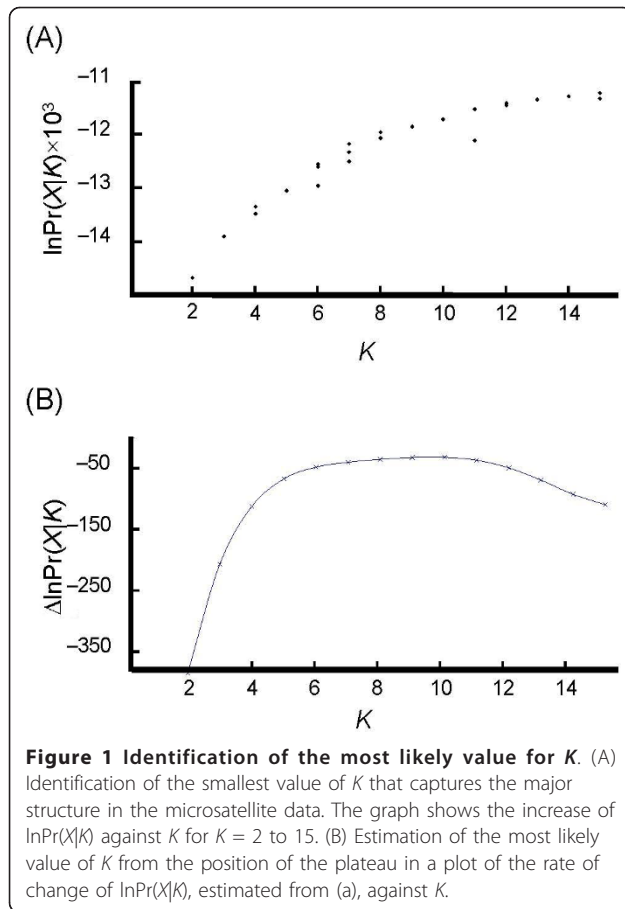 (A)
lnPr(X|K)×10³
−11
−12
−13
−14
2 4 6 8 10 12 14
K
(B)
ΔlnPr(X|K)
−50
−150
−250
−350
2 4 6 8 10 12 14
K
Figure 1 Identification of the most likely value for K. (A)
Identification of the smallest value of K that captures the major
structure in the microsatellite data. The graph shows the increase of
lnPr(X|K) against K for K = 2 to 15. (B) Estimation of the most likely
value of K from the position of the plateau in a plot of the rate of
change of lnPr(X|K), estimated from (a), against K.